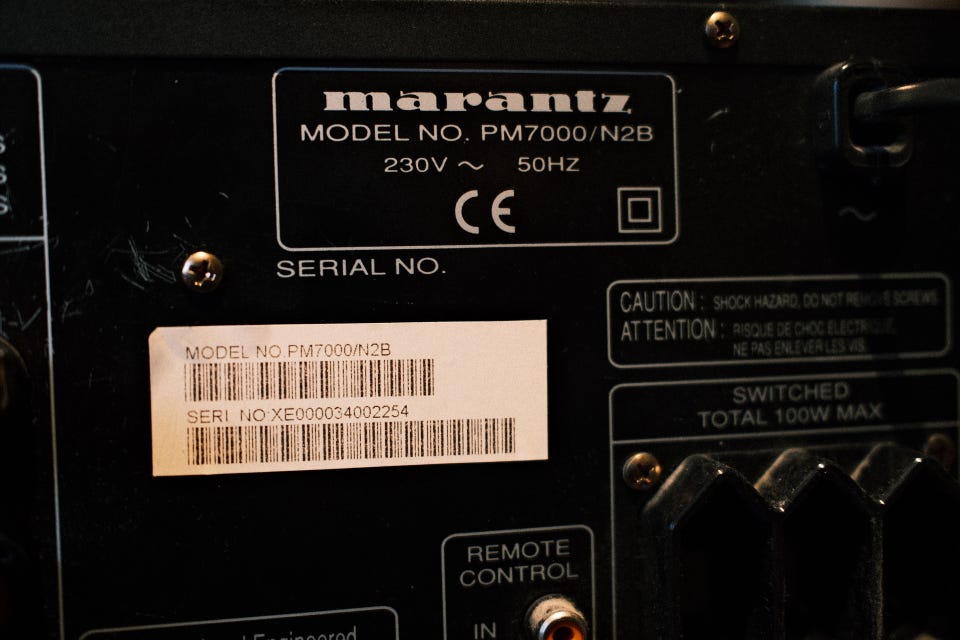 marantz
MODEL NO. PM7000/N2B
230V ~ 50HZ
CE
SERIAL NO.
~
MODEL NO.PM7000/N2B
SERI NO:XE000034002254
CAUTION : SHOCK HAZARD, DO NOT REMOVE SCREWS.
ATTENTION : RISQUE DE CHOC ELECTRIQUE,
NE PAS ENLEVER LES VIS.
SWITCHED
TOTAL 100W MAX
REMOTE
CONTROL
IN
Engineered